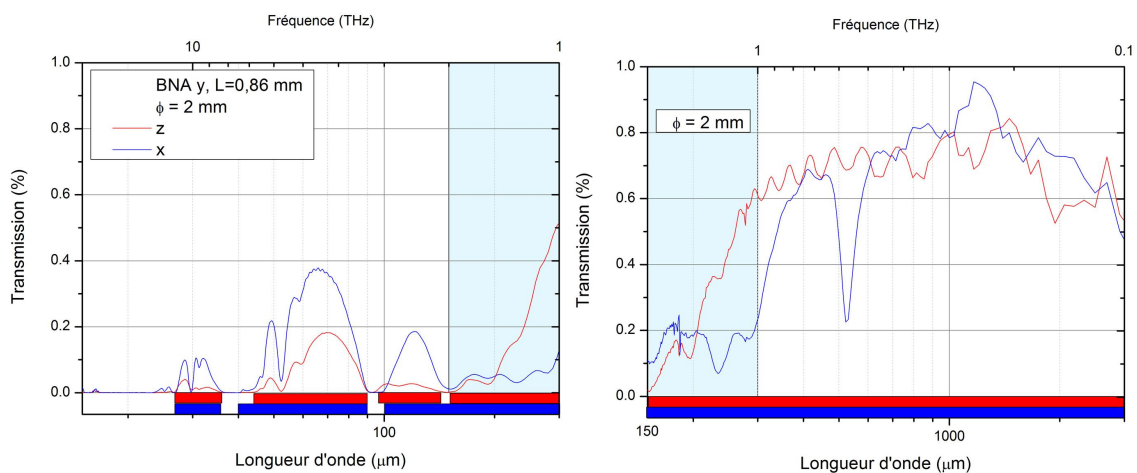 Fréquence (THz)
10
1
1.0
0.8
0.6
0.4
0.2
0.0
Transmission (%)
BNA y, L=0,86 mm
ϕ = 2 mm
z
x
100
Longueur d'onde (μm)
Fréquence (THz)
1
0.1
1.0
0.8
0.6
0.4
0.2
0.0
Transmission (%)
ϕ = 2 mm
150
1000
Longueur d'onde (μm)